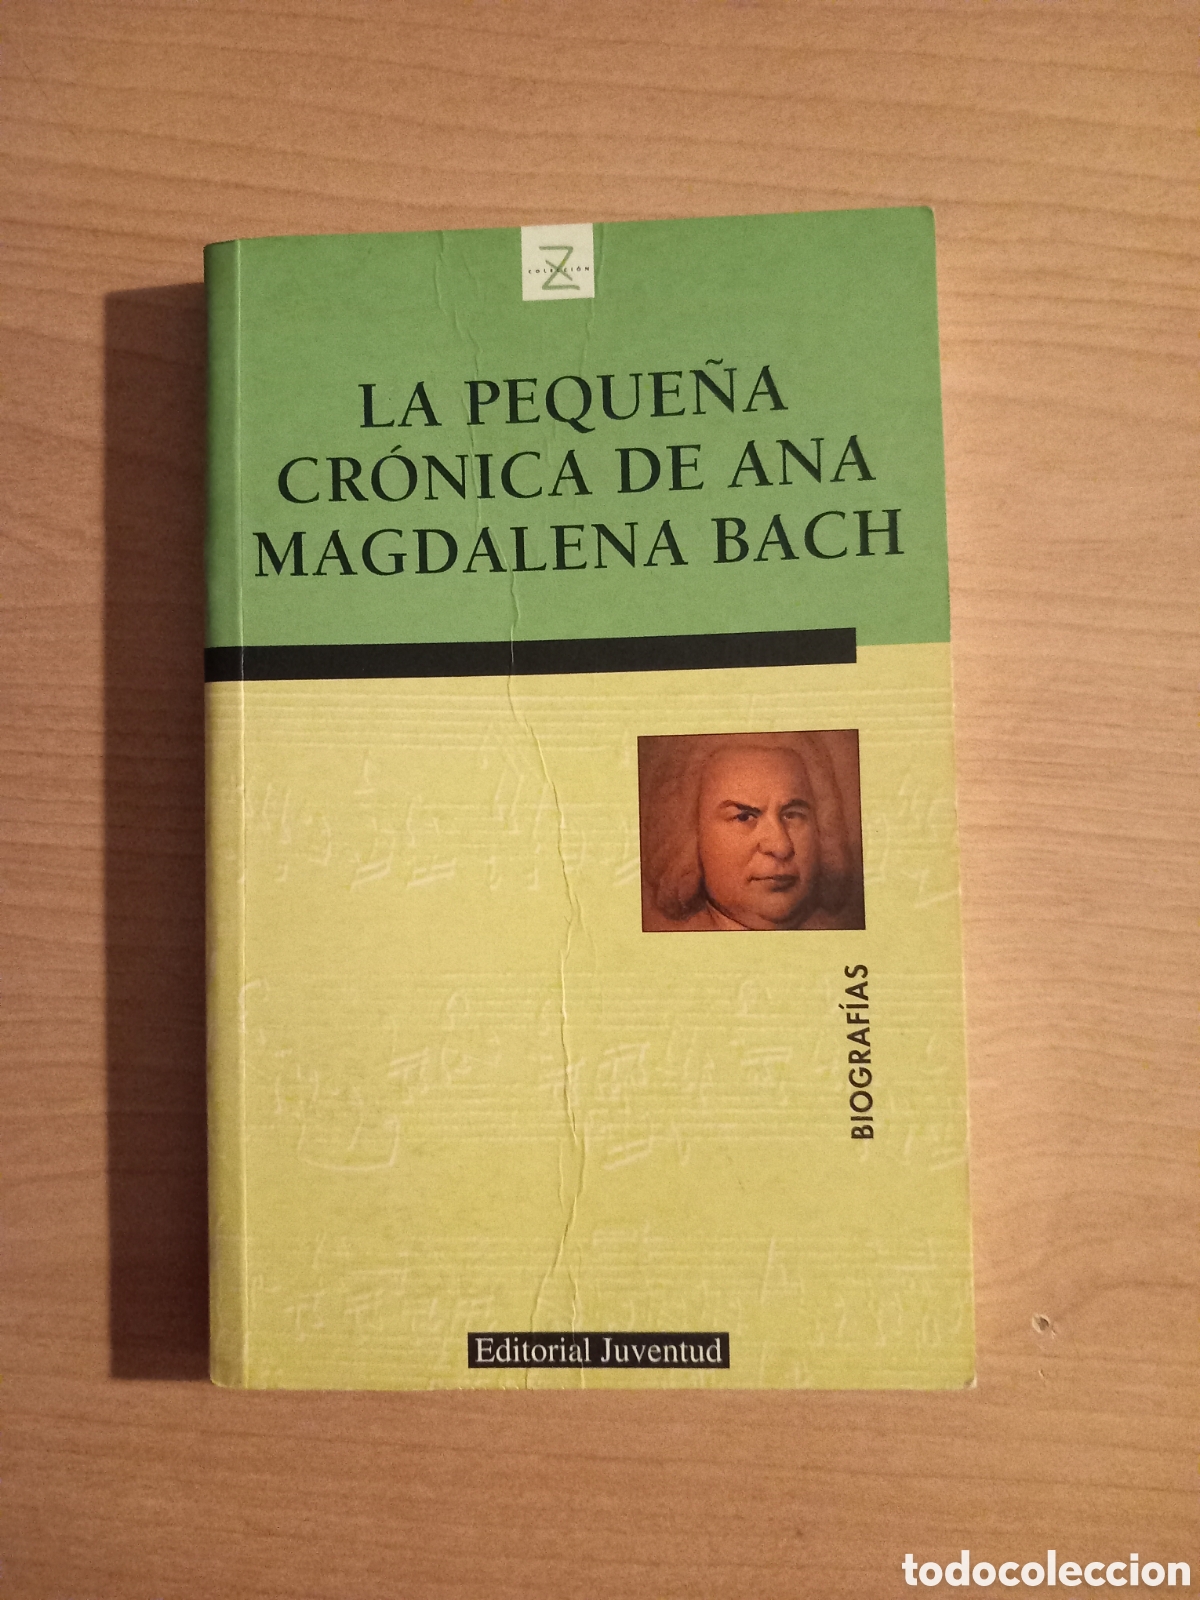 COLECCIÓN
Z
LA PEQUEÑA
CRÓNICA DE ANA
MAGDALENA BACH
BIOGRAFÍAS
Editorial Juventud
todocoleccion